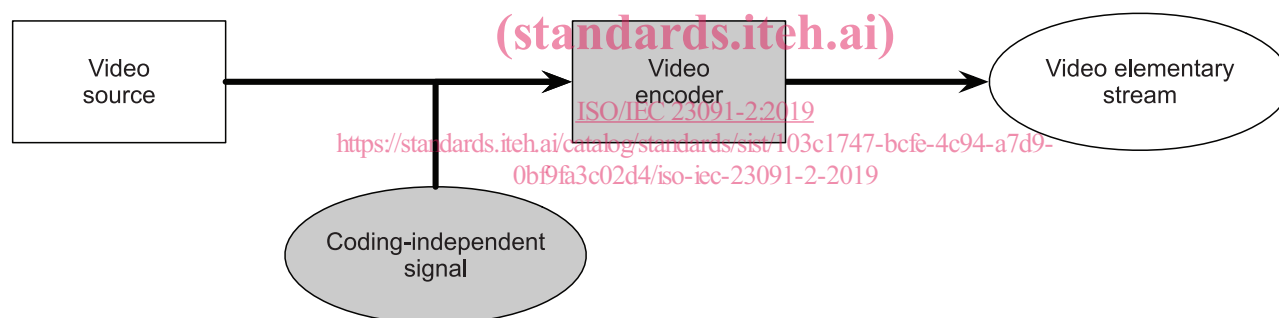 (standards.iteh.ai)
Video
source
Video
encoder
Video elementary
stream
ISO/IEC 23091-2:2019
https://standards.iteh.ai/catalog/standards/sist/103c1747-bcfe-4c94-a7d9-
0bf9fa3c02d4/iso-iec-23091-2-2019
Coding-independent
signal